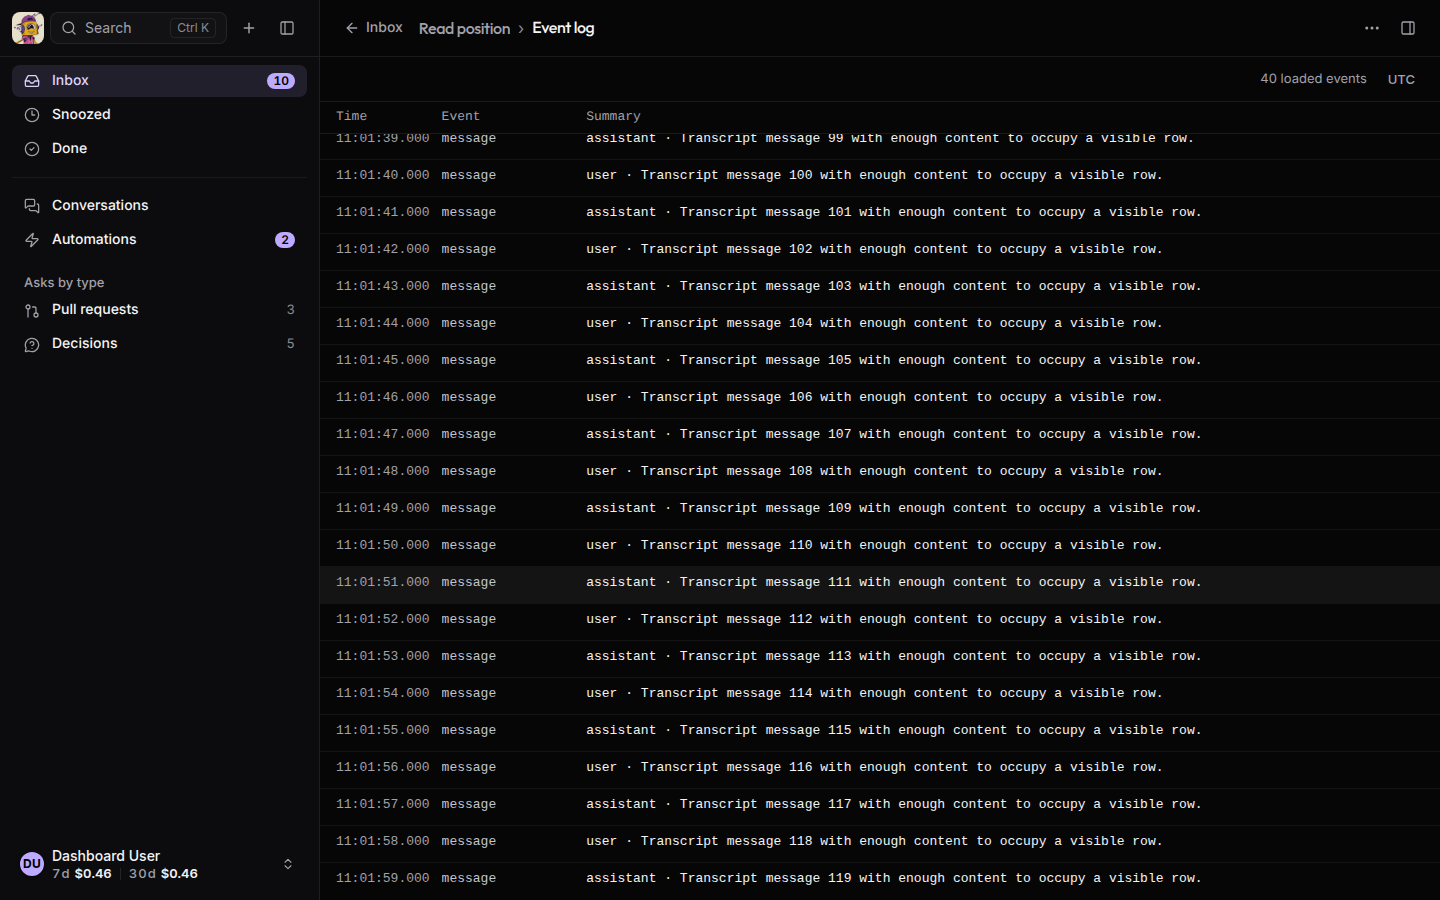 Search Ctrl K
Inbox 10
Snoozed
Done
Conversations
Automations 2
Asks by type
Pull requests 3
Decisions 5
DU Dashboard User
7d $0.46 30d $0.46
Inbox Read position › Event log
40 loaded events UTC
Time Event Summary
11:01:39.000 message assistant · Transcript message 99 with enough content to occupy a visible row.
11:01:40.000 message user · Transcript message 100 with enough content to occupy a visible row.
11:01:41.000 message assistant · Transcript message 101 with enough content to occupy a visible row.
11:01:42.000 message user · Transcript message 102 with enough content to occupy a visible row.
11:01:43.000 message assistant · Transcript message 103 with enough content to occupy a visible row.
11:01:44.000 message user · Transcript message 104 with enough content to occupy a visible row.
11:01:45.000 message assistant · Transcript message 105 with enough content to occupy a visible row.
11:01:46.000 message user · Transcript message 106 with enough content to occupy a visible row.
11:01:47.000 message assistant · Transcript message 107 with enough content to occupy a visible row.
11:01:48.000 message user · Transcript message 108 with enough content to occupy a visible row.
11:01:49.000 message assistant · Transcript message 109 with enough content to occupy a visible row.
11:01:50.000 message user · Transcript message 110 with enough content to occupy a visible row.
11:01:51.000 message assistant · Transcript message 111 with enough content to occupy a visible row.
11:01:52.000 message user · Transcript message 112 with enough content to occupy a visible row.
11:01:53.000 message assistant · Transcript message 113 with enough content to occupy a visible row.
11:01:54.000 message user · Transcript message 114 with enough content to occupy a visible row.
11:01:55.000 message assistant · Transcript message 115 with enough content to occupy a visible row.
11:01:56.000 message user · Transcript message 116 with enough content to occupy a visible row.
11:01:57.000 message assistant · Transcript message 117 with enough content to occupy a visible row.
11:01:58.000 message user · Transcript message 118 with enough content to occupy a visible row.
11:01:59.000 message assistant · Transcript message 119 with enough content to occupy a visible row.